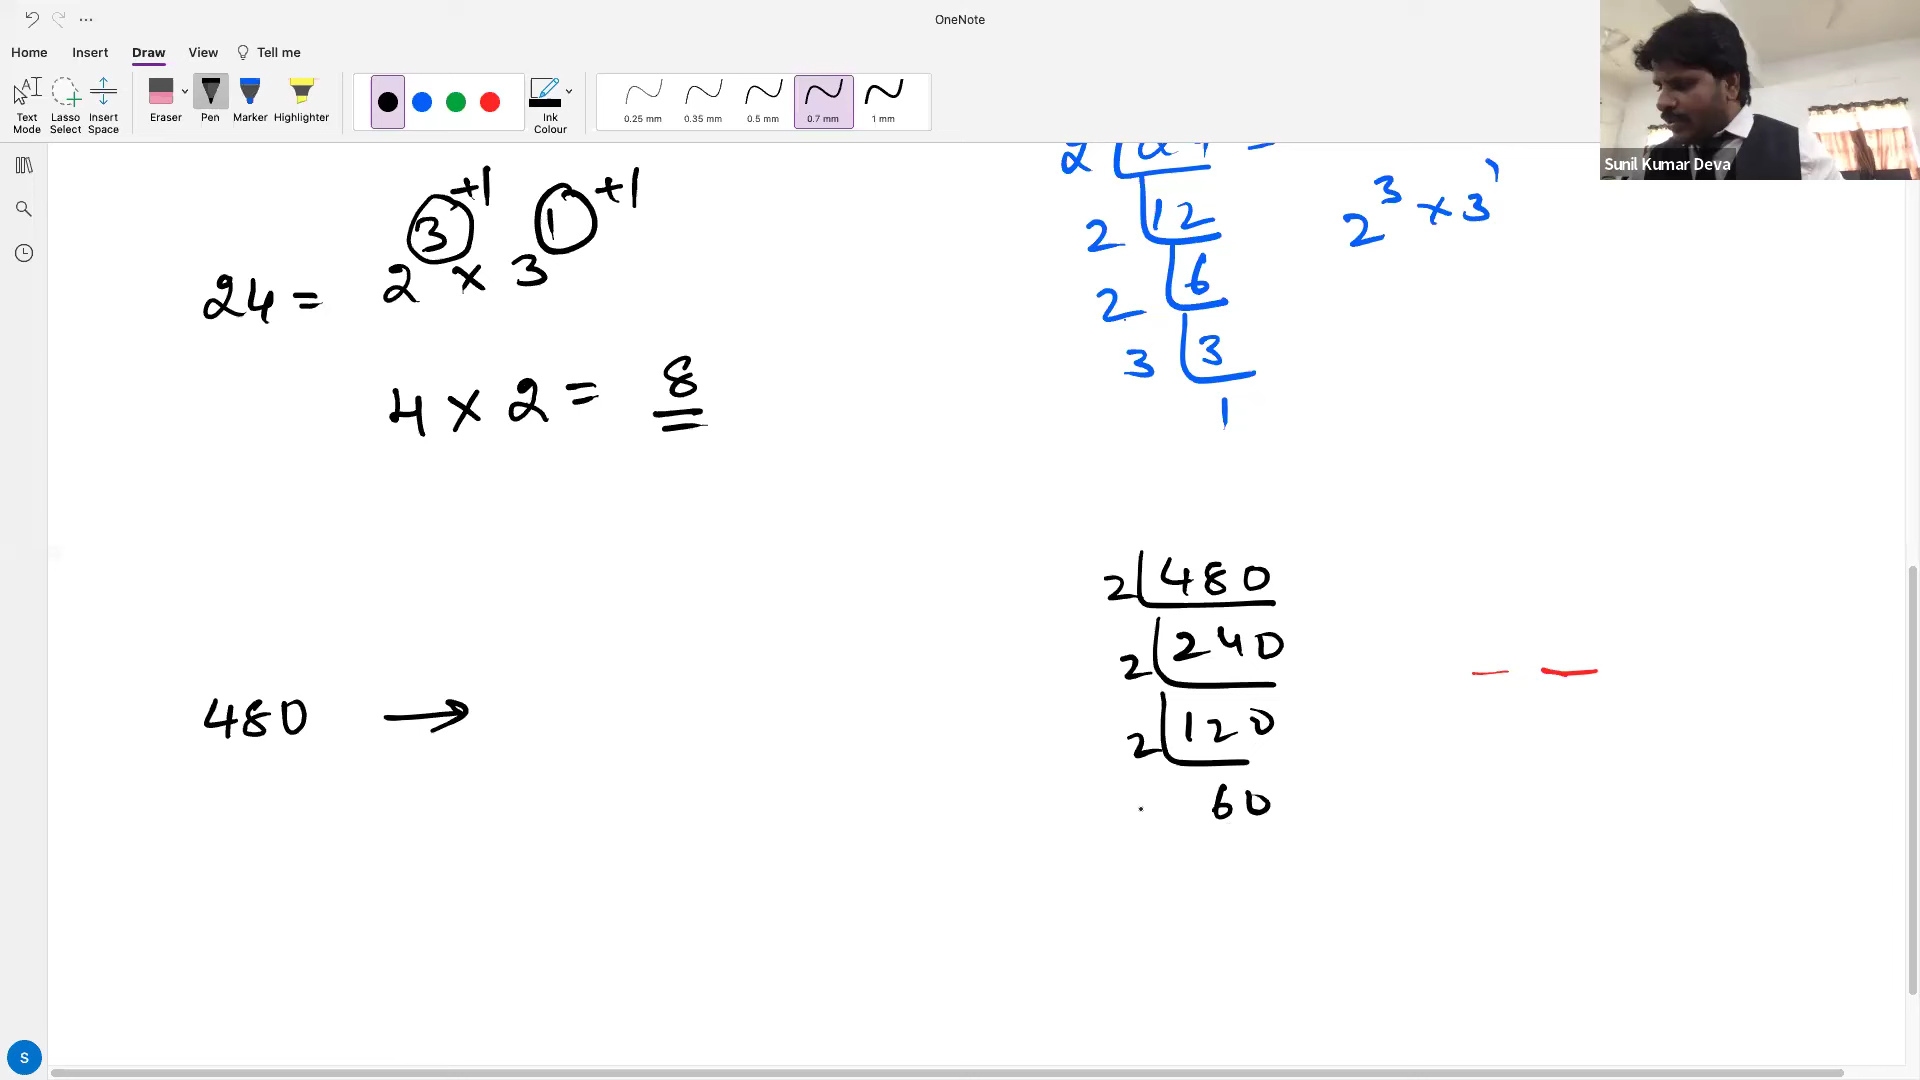 OneNote
Home Insert Draw View Tell me
Text Mode
Lasso Select
Insert Space
Eraser
Pen
Marker
Highlighter
Ink Colour
0.25 mm
0.35 mm
0.5 mm
0.7 mm
1 mm
Sunil Kumar Deva
24 = 2³⁺¹ × 3¹⁺¹
4 × 2 = 8
2
2 12
2 6
3 3
1
2³ × 3¹
480 →
2 480
2 240
2 120
60
S